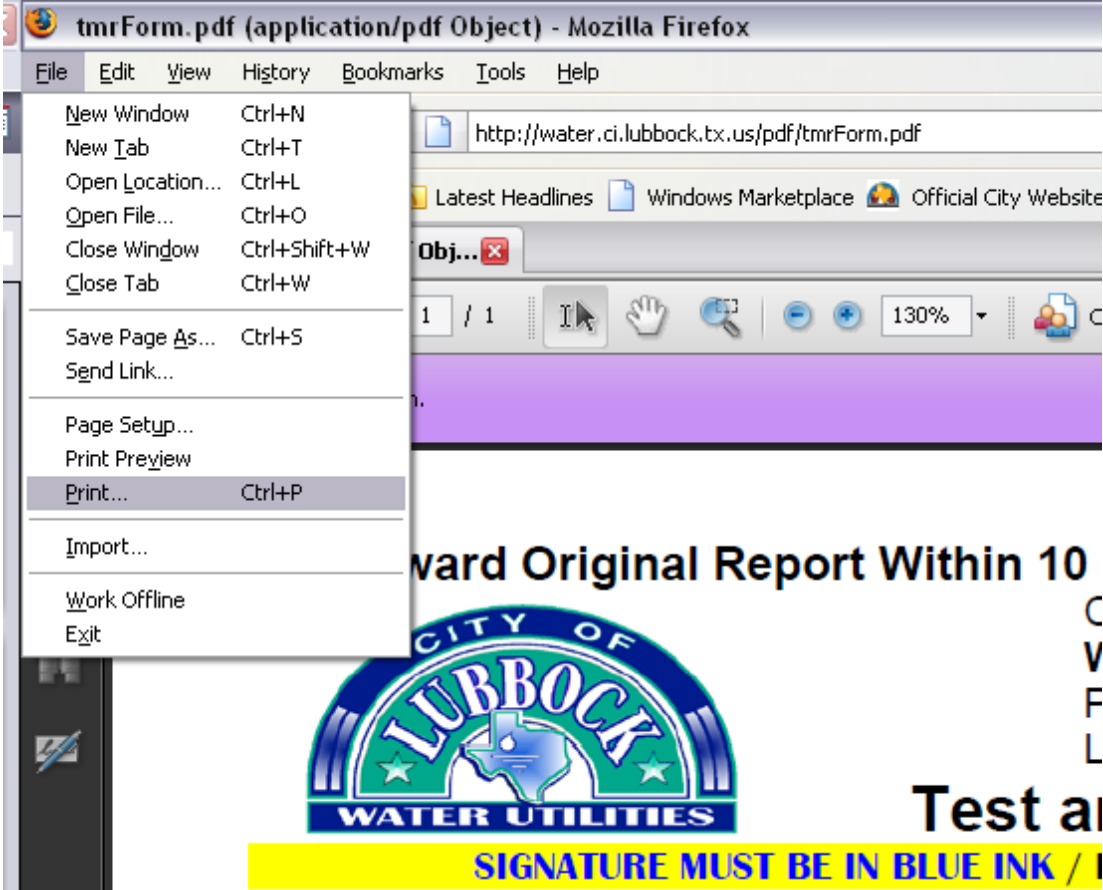 tmrForm.pdf (application/pdf Object) - Mozilla Firefox
File Edit View History Bookmarks Tools Help
New Window Ctrl+N
New Tab Ctrl+T
Open Location... Ctrl+L
Open File... Ctrl+O
Close Window Ctrl+Shift+W
Close Tab Ctrl+W
Save Page As... Ctrl+S
Send Link...
Page Setup...
Print Preview
Print... Ctrl+P
Import...
Work Offline
Exit
http://water.ci.lubbock.tx.us/pdf/tmrForm.pdf
Latest Headlines Windows Marketplace Official City Website
Obj...
1 / 1 130%
Original Report Within 10
CITY OF
LUBBOCK
WATER UTILITIES
Test
SIGNATURE MUST BE IN BLUE INK /